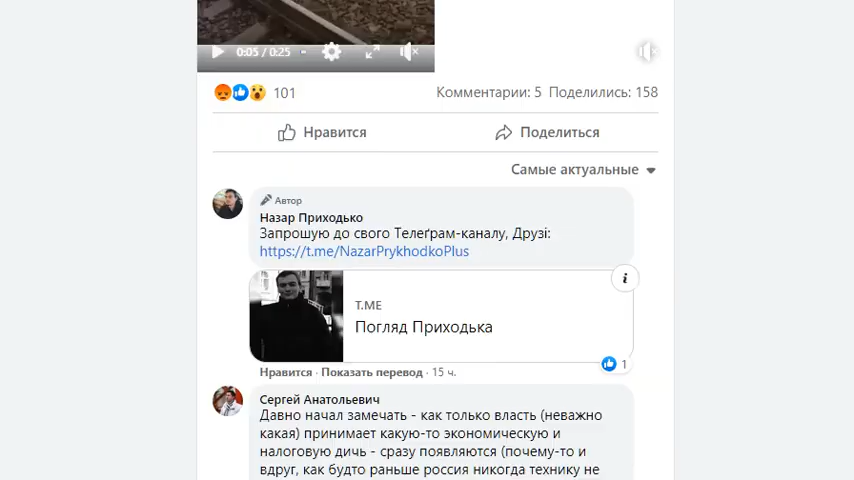 0:05 / 0:25
101
Комментарии: 5 Поделились: 158
Нравится
Поделиться
Самые актуальные
Автор
Назар Приходько
Запрошую до свого Телеґрам-каналу, Друзі:
https://t.me/NazarPrykhodkoPlus
T.ME
Погляд Приходька
1
Нравится · Показать перевод · 15 ч.
Сергей Анатольевич
Давно начал замечать - как только власть (неважно
какая) принимает какую-то экономическую и
налоговую дичь - сразу появляются (почему-то и
вдруг, как будто раньше россия никогда технику не